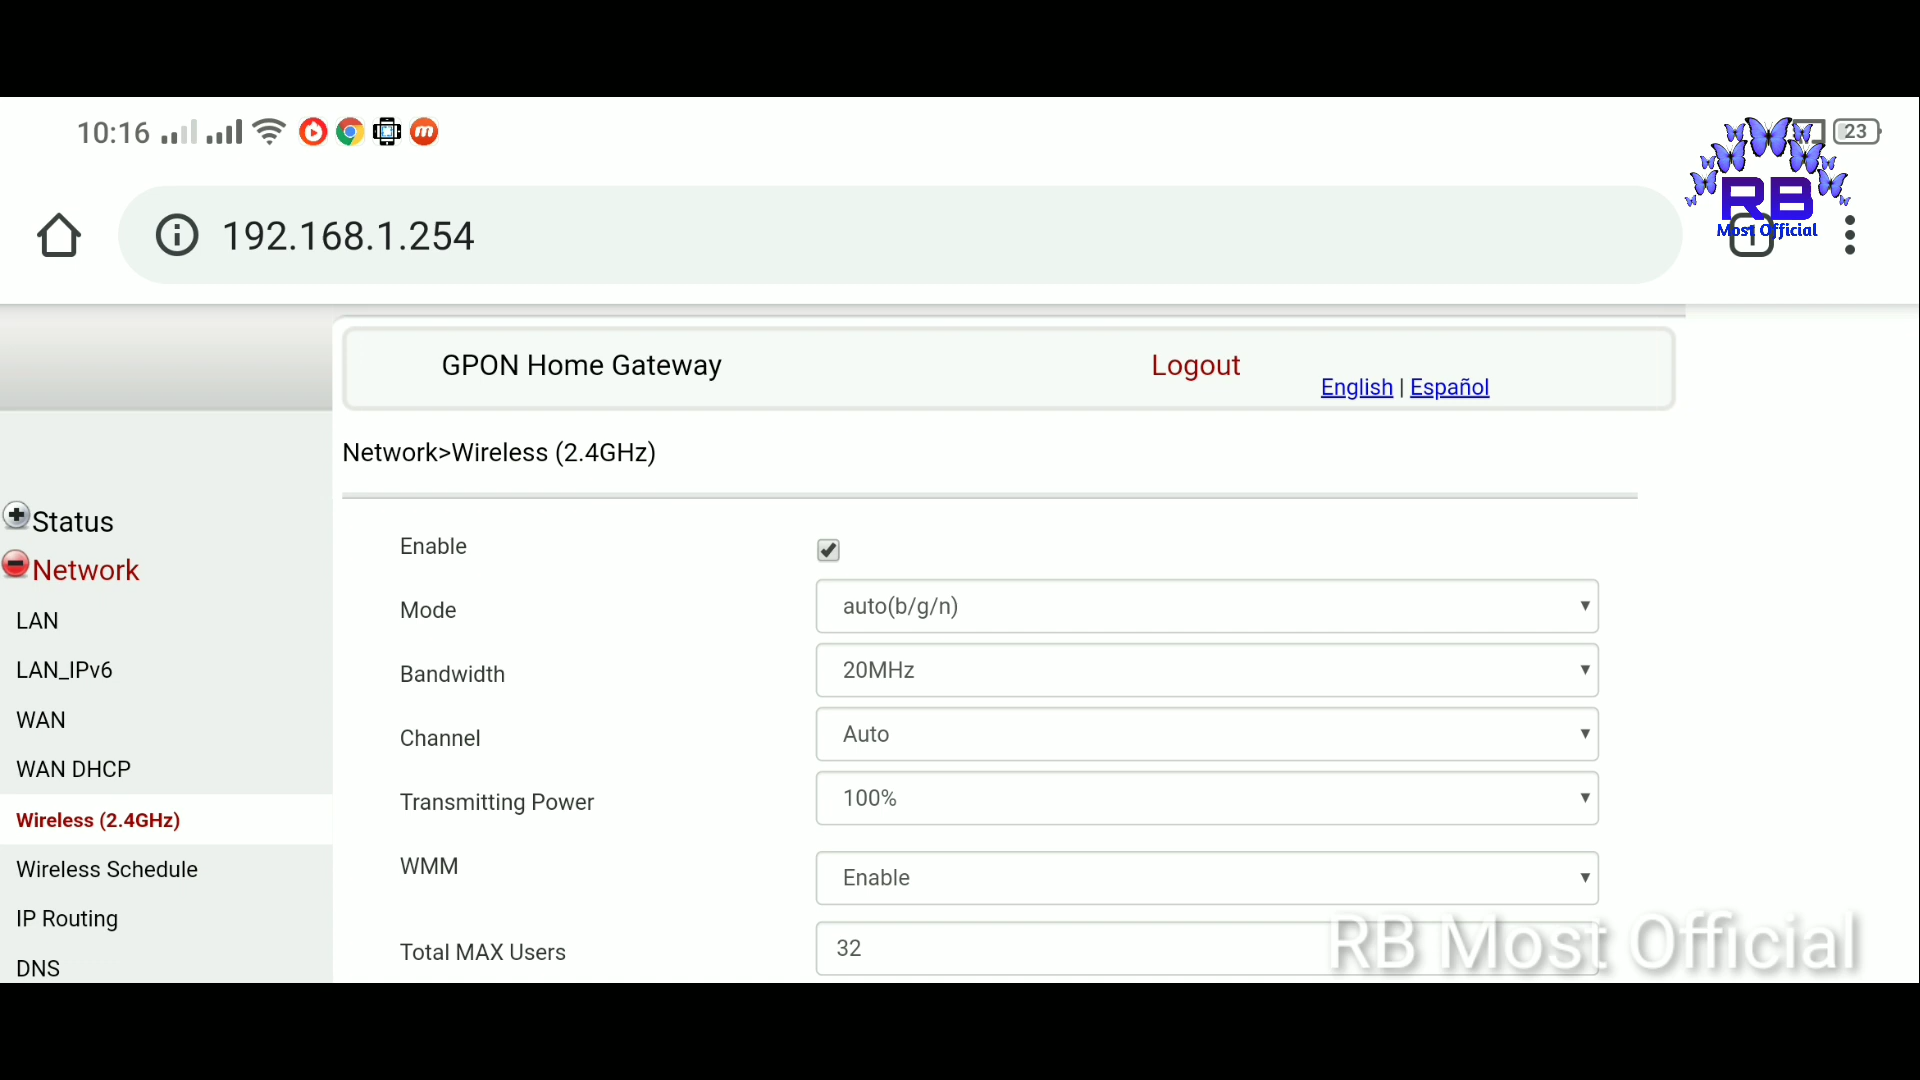 10:16
23
RB
Most Official
192.168.1.254
1
GPON Home Gateway
Logout
English | Español
Network>Wireless (2.4GHz)
Status
Network
LAN
LAN_IPv6
WAN
WAN DHCP
Wireless (2.4GHz)
Wireless Schedule
IP Routing
DNS
Enable
Mode auto(b/g/n)
Bandwidth 20MHz
Channel Auto
Transmitting Power 100%
WMM Enable
Total MAX Users 32
RB Most Official